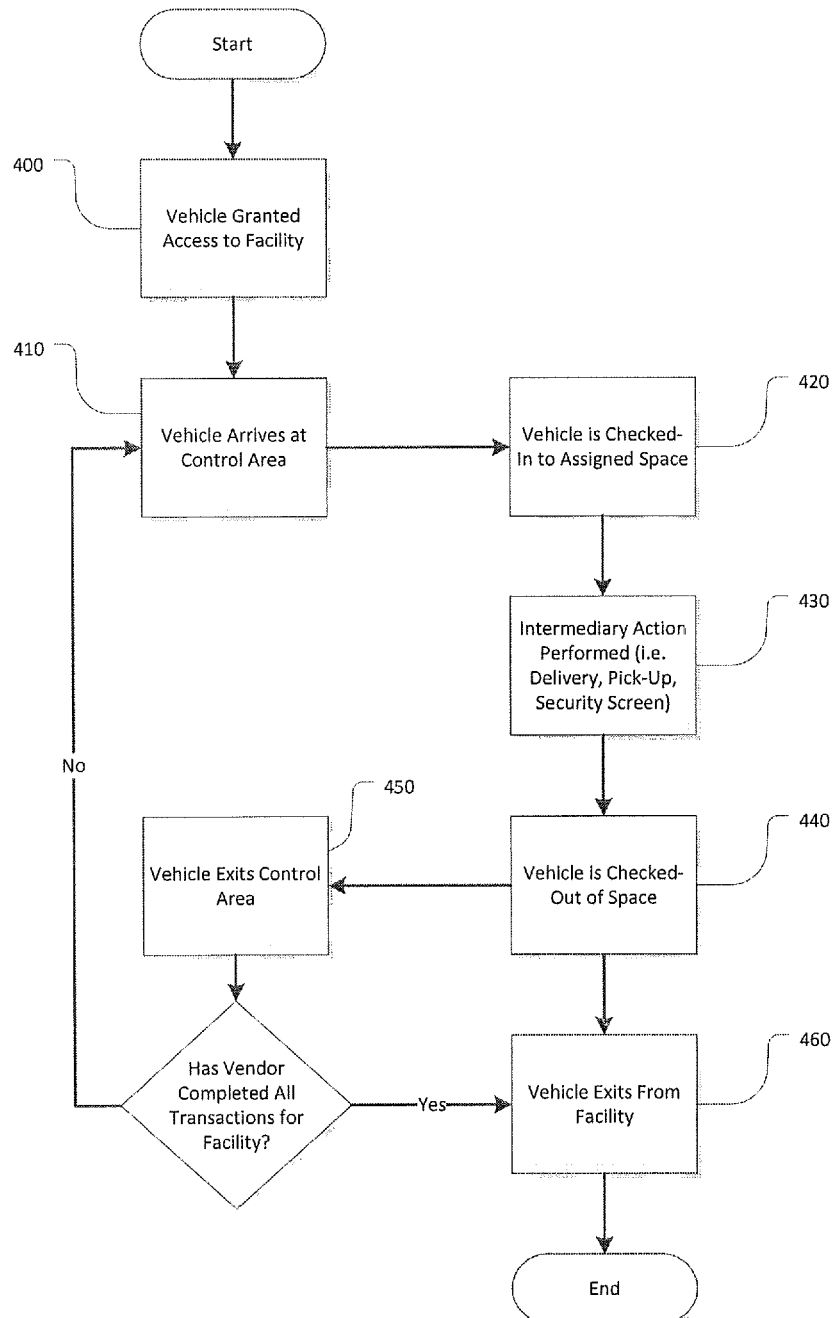 Start
400
Vehicle Granted
Access to Facility
410
Vehicle Arrives at
Control Area
420
Vehicle is Checked-
In to Assigned Space
430
Intermediary Action
Performed (i.e.
Delivery, Pick-Up,
Security Screen)
440
Vehicle is Checked-
Out of Space
450
Vehicle Exits Control
Area
Has Vendor
Completed All
Transactions for
Facility?
No
Yes
460
Vehicle Exits From
Facility
End